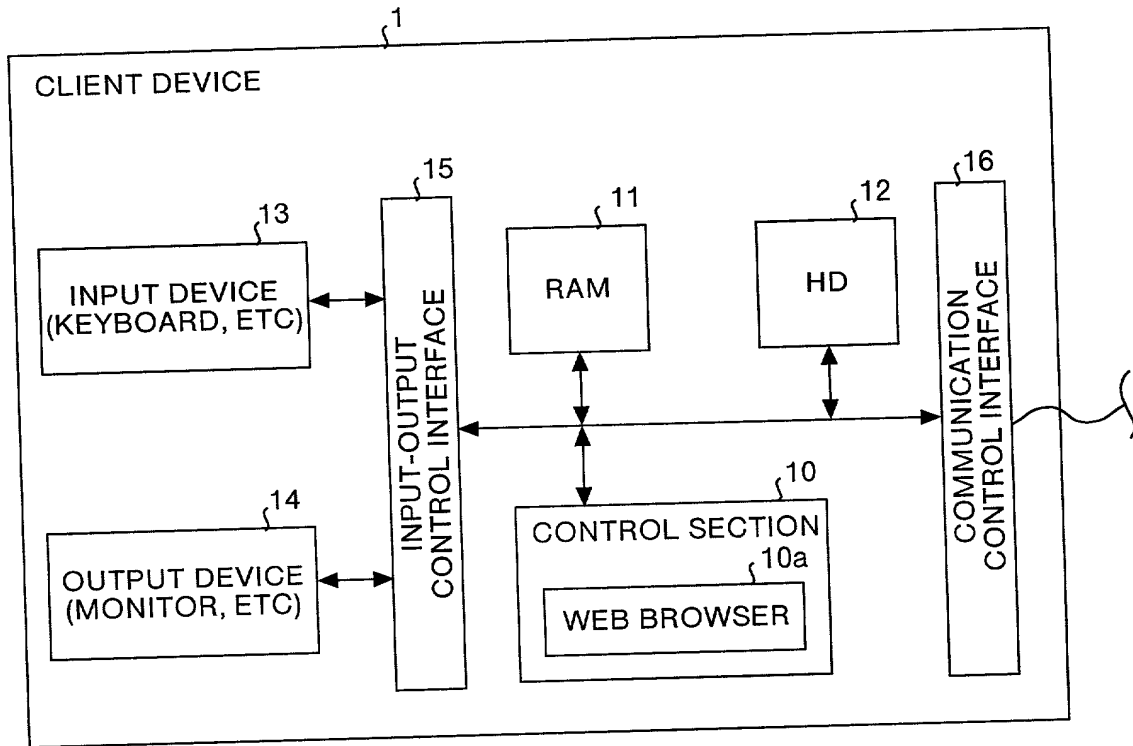 1
CLIENT DEVICE
13
INPUT DEVICE
(KEYBOARD, ETC)
14
OUTPUT DEVICE
(MONITOR, ETC)
15
INPUT-OUTPUT
CONTROL INTERFACE
11
RAM
12
HD
10
CONTROL SECTION
10a
WEB BROWSER
16
COMMUNICATION
CONTROL INTERFACE